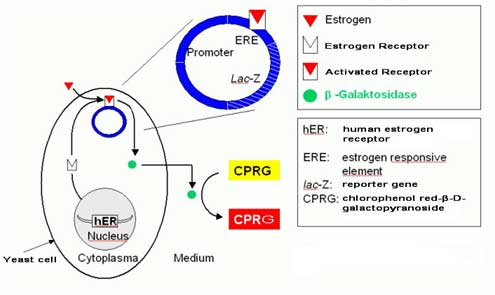 ERE
Promoter
Lac-Z
CPRG
hER
CPRG
Nucleus
Yeast cell
Cytoplasma
Medium
Estrogen
Estrogen Receptor
Activated Receptor
β -Galaktosidase
hER: human estrogen
receptor
ERE: estrogen responsive
element
lac-Z: reporter gene
CPRG: chlorophenol red-β-D-
galactopyranoside